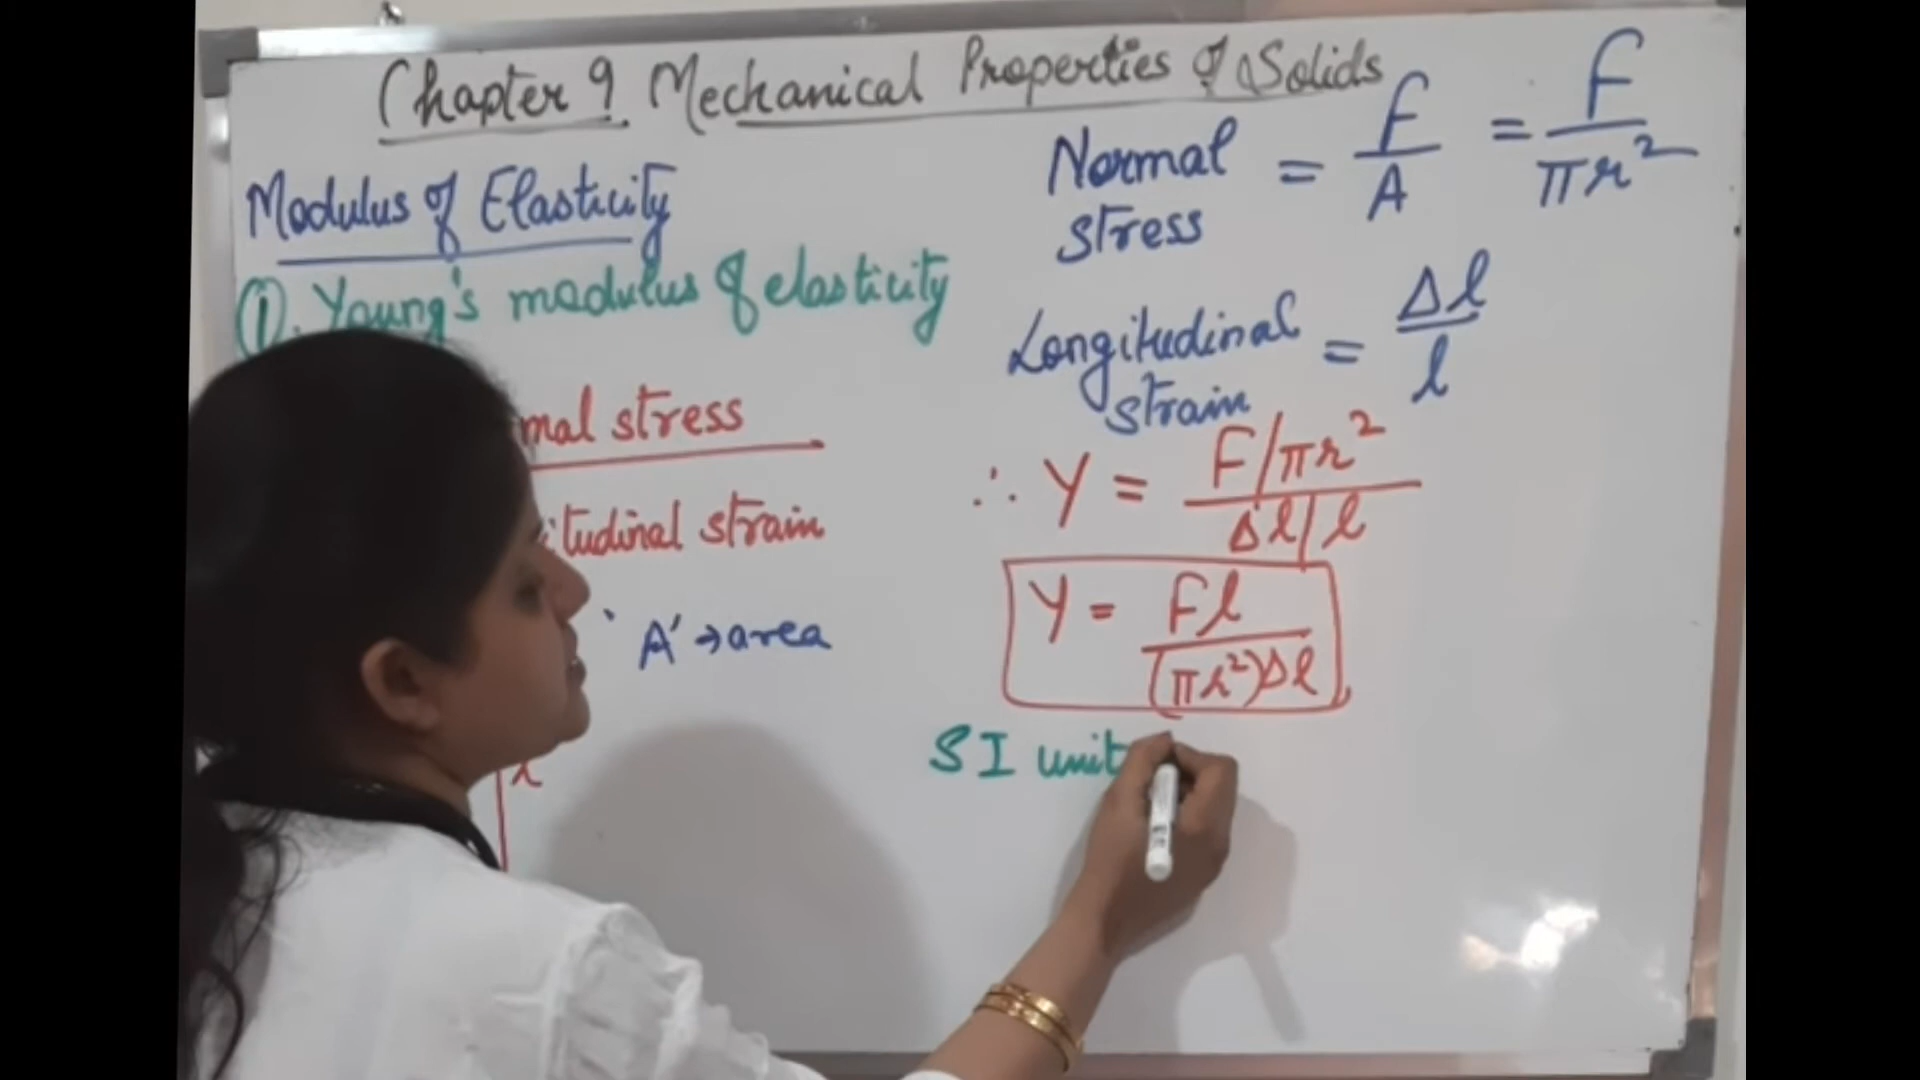 Chapter 9 Mechanical Properties of Solids
Modulus of Elasticity
①. Young's modulus of elasticity
mal stress
itudinal strain
A' → area
l
Normal stress = F/A = F/πr²
Longitudinal strain = Δl/l
∴ Y = F/πr² / Δl/l
Y = Fl/(πr²)Δl
SI unit